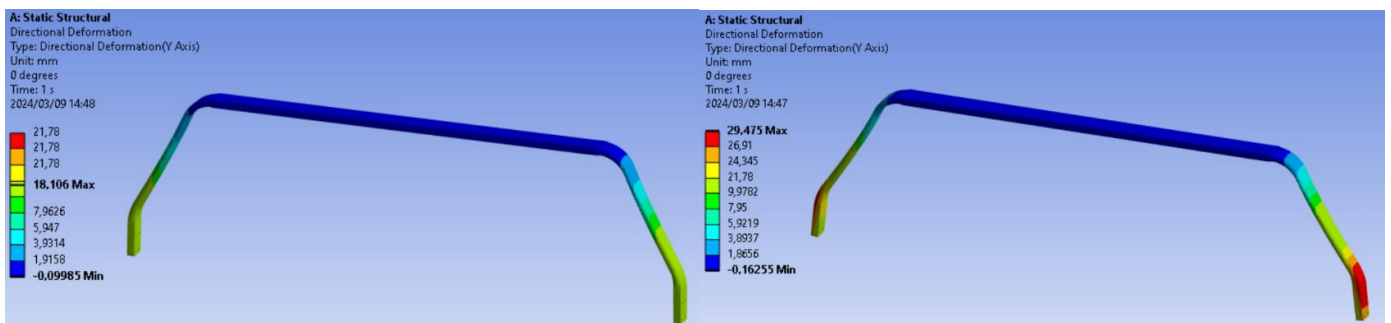 A: Static Structural
Directional Deformation
Type: Directional Deformation(Y Axis)
Unit: mm
0 degrees
Time: 1 s
2024/03/09 14:48
21,78
21,78
21,78
18,106 Max
7,9626
5,947
3,9314
1,9158
-0,09985 Min
A: Static Structural
Directional Deformation
Type: Directional Deformation(Y Axis)
Unit: mm
0 degrees
Time: 1 s
2024/03/09 14:47
29,475 Max
26,91
24,345
21,78
9,9782
7,95
5,9219
3,8937
1,8656
-0,16255 Min